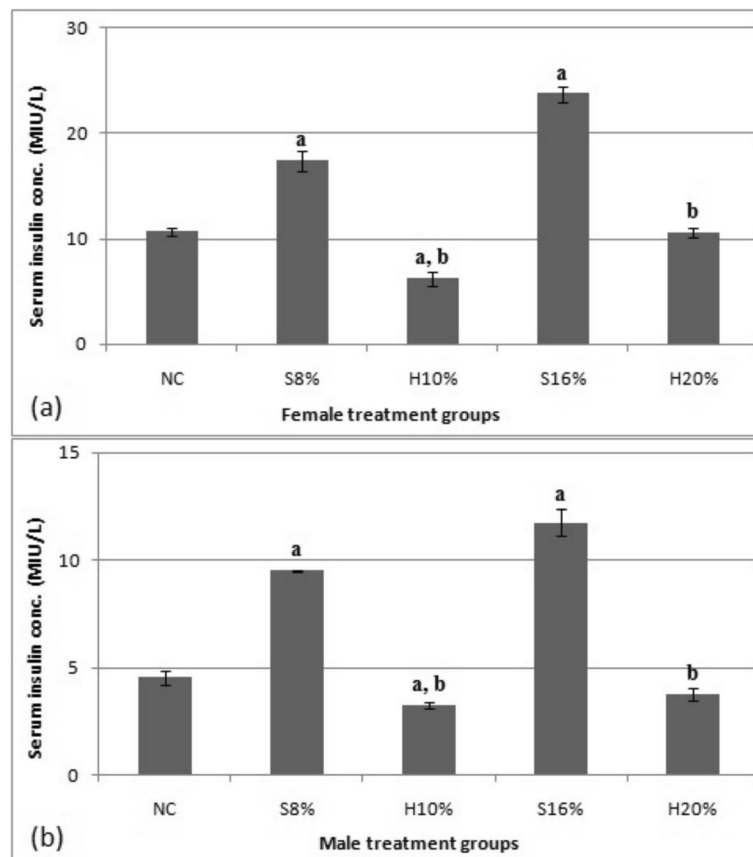 30
a
a
20
Serum insulin conc. (MIU/L)
b
10
a, b
0
NC S8% H10% S16% H20%
(a)
Female treatment groups
15
a
a
10
Serum insulin conc. (MIU/L)
5
a, b
b
0
NC S8% H10% S16% H20%
(b)
Male treatment groups